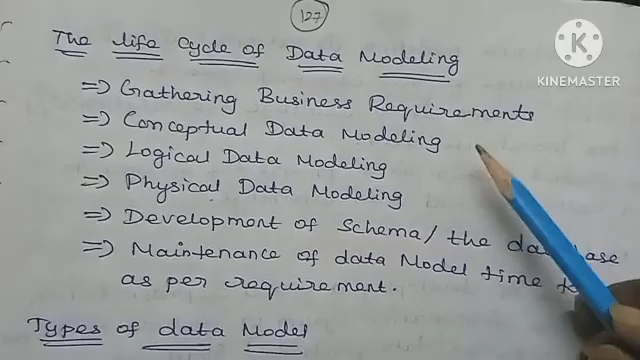 127
The life Cycle of Data Modeling
KINEMASTER
⇒ Gathering Business Requirements
⇒ Conceptual Data Modeling
⇒ Logical Data Modeling
⇒ Physical Data Modeling
⇒ Development of Schema/ the database
⇒ Maintenance of data Model time to
as per requirement.
Types of data Model